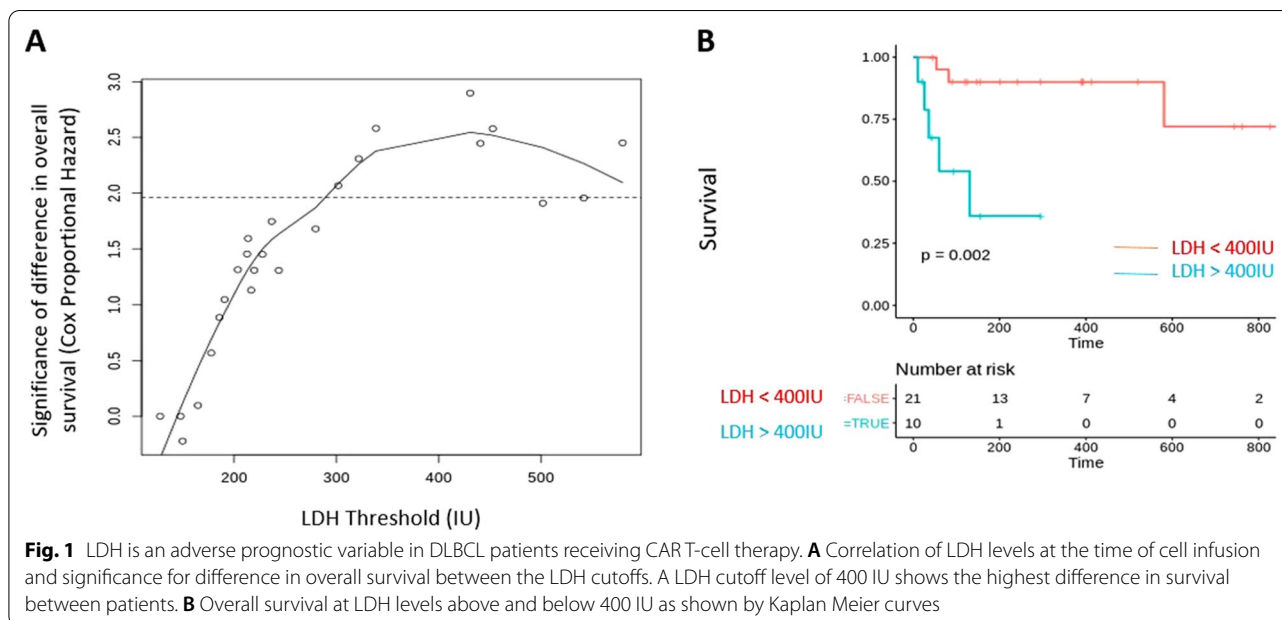 A
Significance of difference in overall
survival (Cox Proportional Hazard)
3.0
2.5
2.0
1.5
1.0
0.5
0.0
200 300 400 500
LDH Threshold (IU)
B
Survival
1.00
0.75
0.50
0.25
0.00
p = 0.002
LDH < 400IU
LDH > 400IU
0 200 400 600 800
Time
Number at risk
LDH < 400IU =FALSE 21 13 7 4 2
LDH > 400IU =TRUE 10 1 0 0 0
0 200 400 600 800
Time
Fig. 1 LDH is an adverse prognostic variable in DLBCL patients receiving CAR T-cell therapy. A Correlation of LDH levels at the time of cell infusion
and significance for difference in overall survival between the LDH cutoffs. A LDH cutoff level of 400 IU shows the highest difference in survival
between patients. B Overall survival at LDH levels above and below 400 IU as shown by Kaplan Meier curves